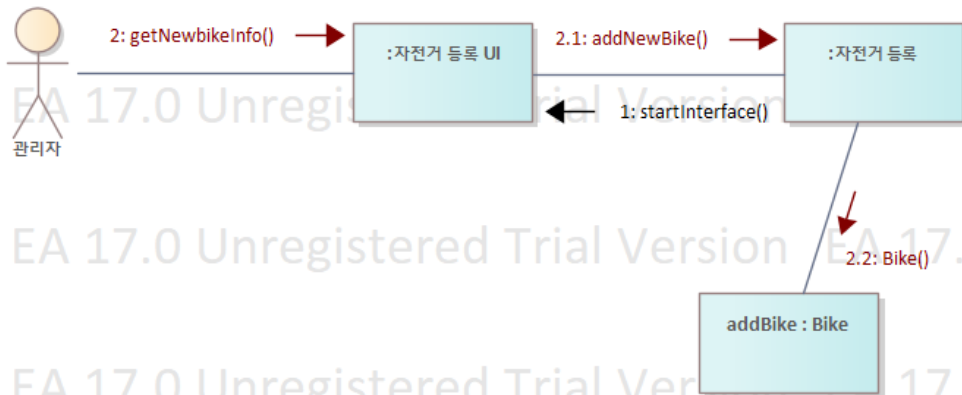 2: getNewbikeInfo()
:자전거 등록 UI
2.1: addNewBike()
:자전거 등록
EA 17.0 Unregistered Trial Version
1: startInterface()
관리자
EA 17.0 Unregistered Trial Version EA 17.
2.2: Bike()
addBike : Bike
EA 17.0 Unregistered Trial Ver 17